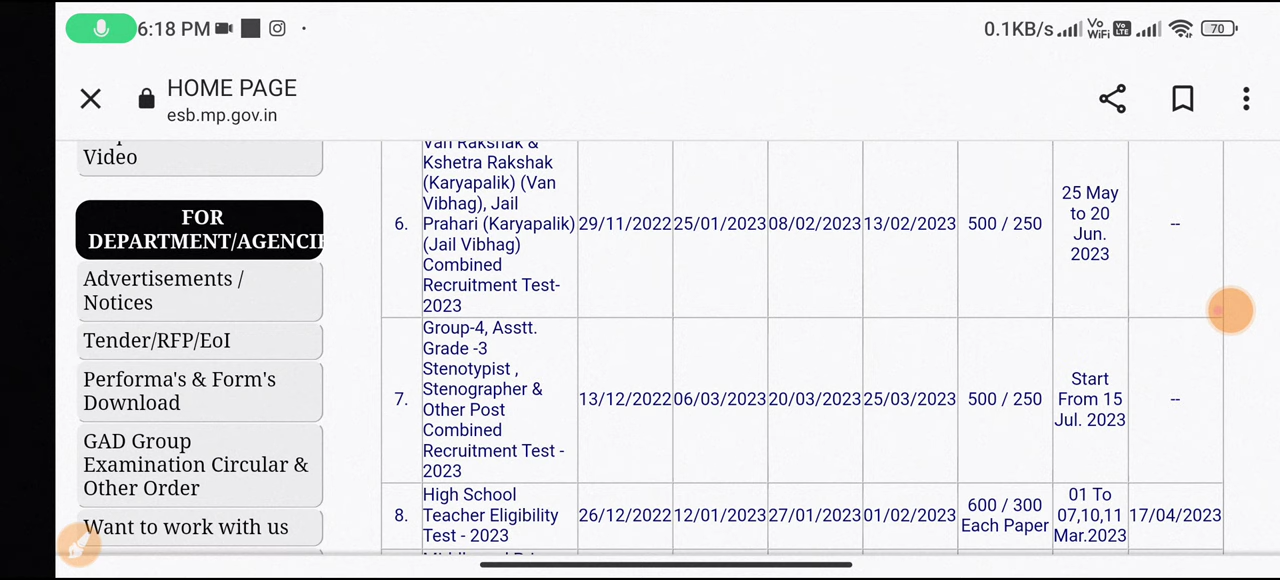 6:18 PM
0.1KB/s Vo WiFi Vo LTE 70
HOME PAGE
esb.mp.gov.in
Video
FOR
DEPARTMENT/AGENCIE
Advertisements /
Notices
Tender/RFP/EoI
Performa's & Form's
Download
GAD Group
Examination Circular &
Other Order
Want to work with us
6.
Van Rakshak &
Kshetra Rakshak
(Karyapalik) (Van
Vibhag), Jail
Prahari (Karyapalik)
(Jail Vibhag)
Combined
Recruitment Test-
2023
29/11/2022
25/01/2023
08/02/2023
13/02/2023
500 / 250
25 May
to 20
Jun.
2023
--
7.
Group-4, Asstt.
Grade -3
Stenotypist ,
Stenographer &
Other Post
Combined
Recruitment Test -
2023
13/12/2022
06/03/2023
20/03/2023
25/03/2023
500 / 250
Start
From 15
Jul. 2023
--
8.
High School
Teacher Eligibility
Test - 2023
26/12/2022
12/01/2023
27/01/2023
01/02/2023
600 / 300
Each Paper
01 To
07,10,11
Mar.2023
17/04/2023